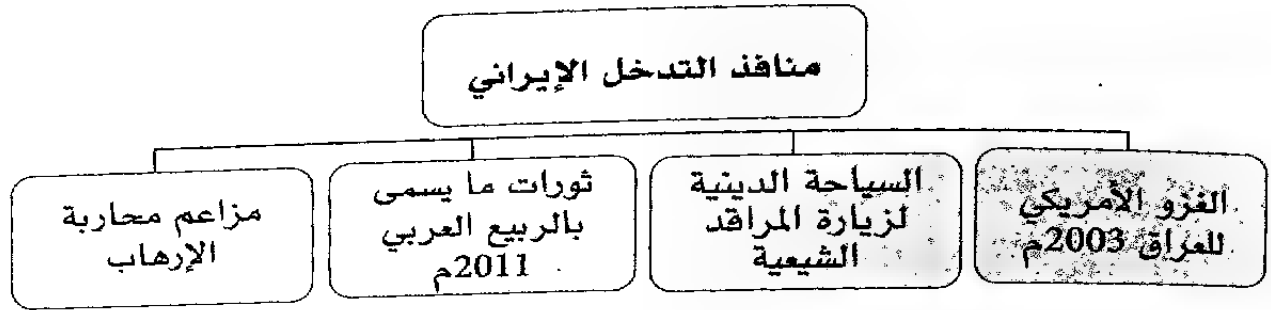 منافذ التدخل الإيراني
الغزو الأمريكي
للعراق 2003م
السياحة الدينية
لزيارة المراقد
الشيعية
ثورات ما يسمى
بالربيع العربي
2011م
مزاعم محاربة
الإرهاب